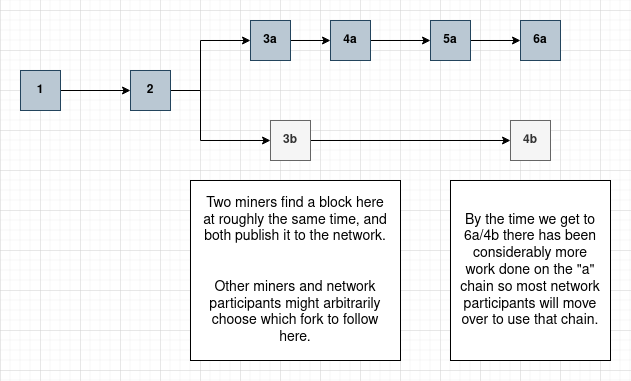 3a
4a
5a
6a
1
2
3b
4b
Two miners find a block here
at roughly the same time, and
both publish it to the network.
Other miners and network
participants might arbitrarily
choose which fork to follow
here.
By the time we get to
6a/4b there has been
considerably more
work done on the "a"
chain so most network
participants will move
over to use that chain.